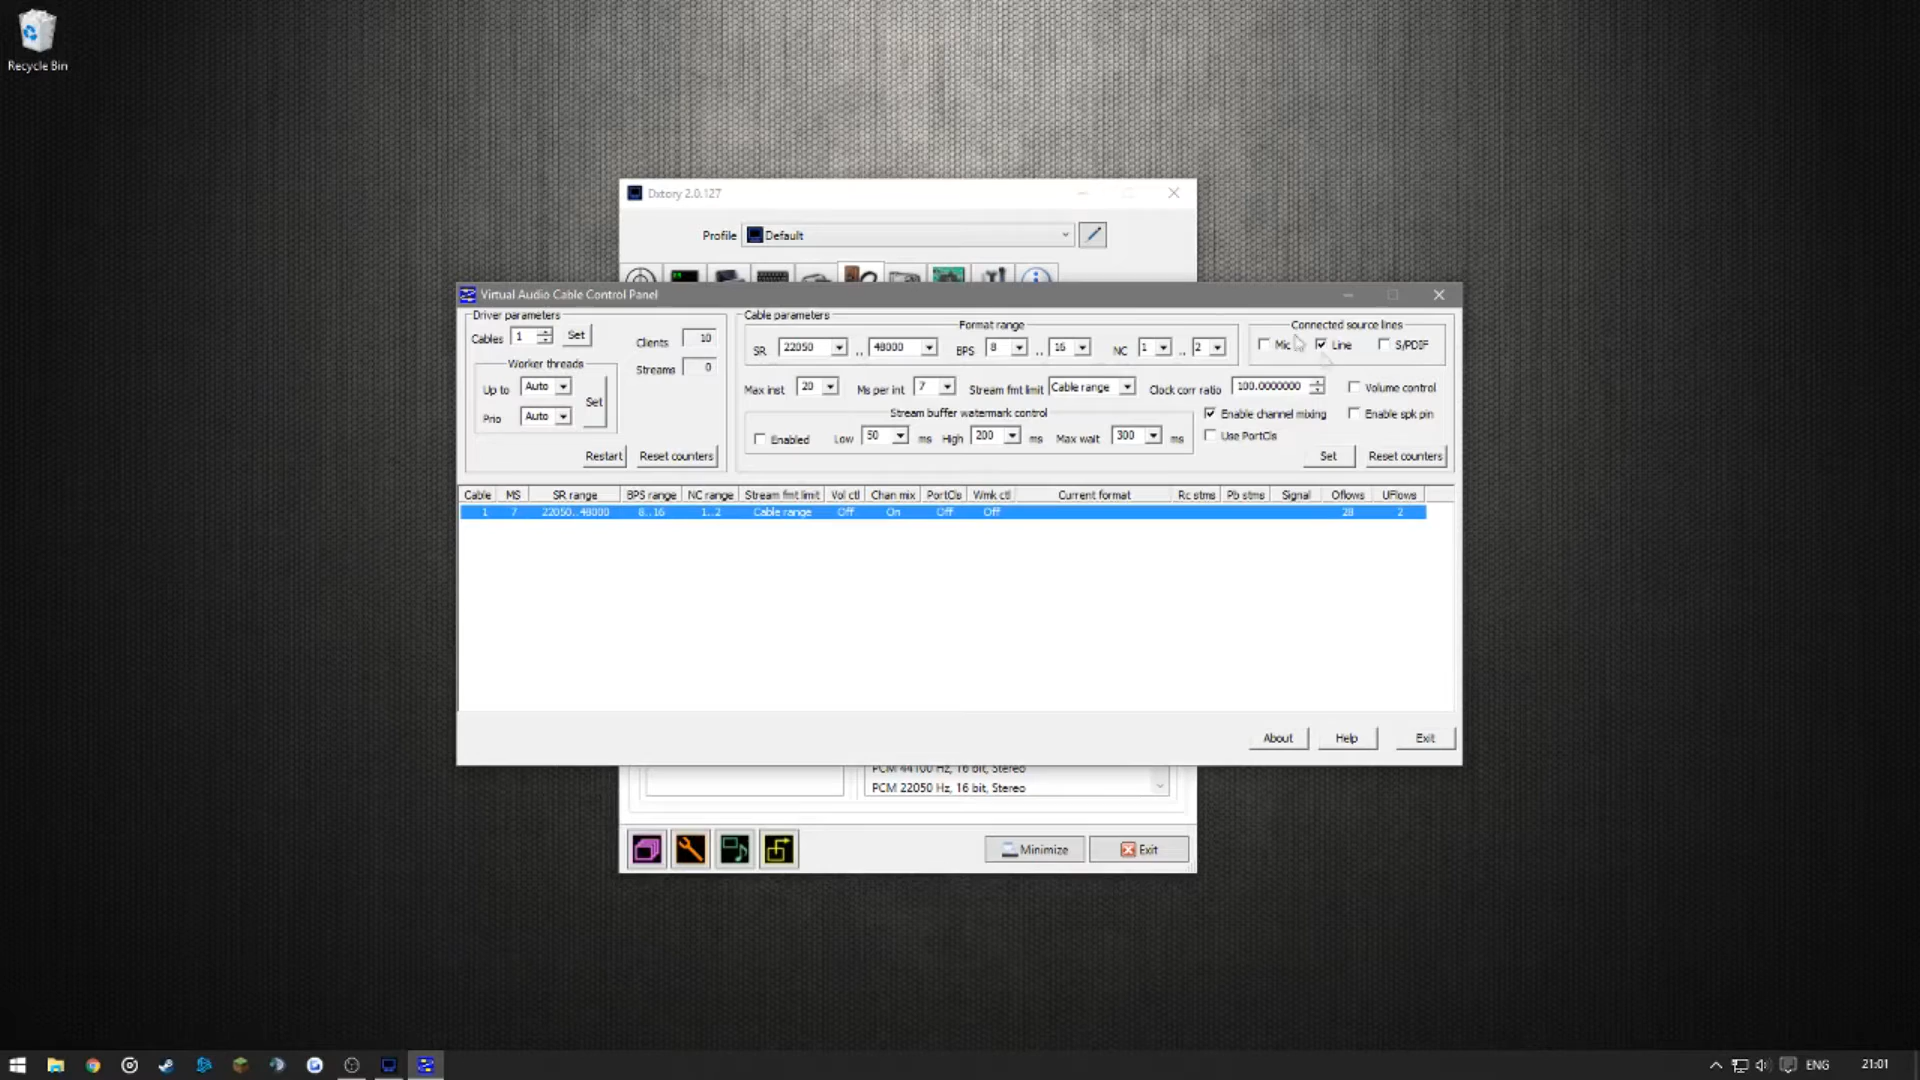 Recycle Bin
Dxtory 2.0.127
Profile Default
Virtual Audio Cable Control Panel
Driver parameters
Cables 1 Set
Clients 10
Streams 0
Worker threads
Up to Auto
Prio Auto
Set
Restart Reset counters
Cable parameters
Format range
SR 22050 .. 48000 BPS 8 .. 16 NC 1 .. 2
Connected source lines
Mic Line S/PDIF
Max inst 20 Ms per int 7 Stream fmt limit Cable range Clock corr ratio 100.0000000 Volume control
Stream buffer watermark control
Enabled Low 50 ms High 200 ms Max wait 300 ms
Enable channel mixing Enable spk pin
Use PortCls
Set Reset counters
Cable MS SR range BPS range NC range Stream fmt limit Vol ctl Chan mix PortCls Wmk ctl Current format Rc stms Pb stms Signal Oflows UFlows
1 7 22050..48000 8..16 1..2 Cable range Off On Off Off 28 2
About Help Exit
PCM 44100 Hz, 16 bit, Stereo
PCM 22050 Hz, 16 bit, Stereo
Minimize Exit
ENG 21:01